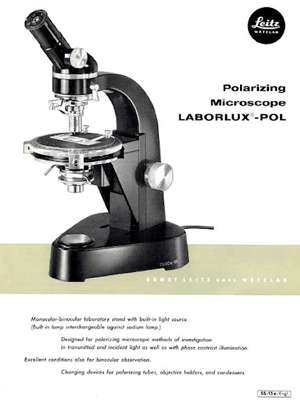 Leitz
WETZLAR
Polarizing
Microscope
LABORLUX®-POL
ERNST LEITZ GMBH WETZLAR
Monocular-binocular laboratory stand with built-in light source
(Built-in lamp interchangeable against sodium lamp.)
Designed for polarizing microscopic methods of investigation
in transmitted and incident light as well as with phase contrast illumination.
Excellent conditions also for binocular observation.
Changing devices for polarizing tubes, objective holders, and condensers.